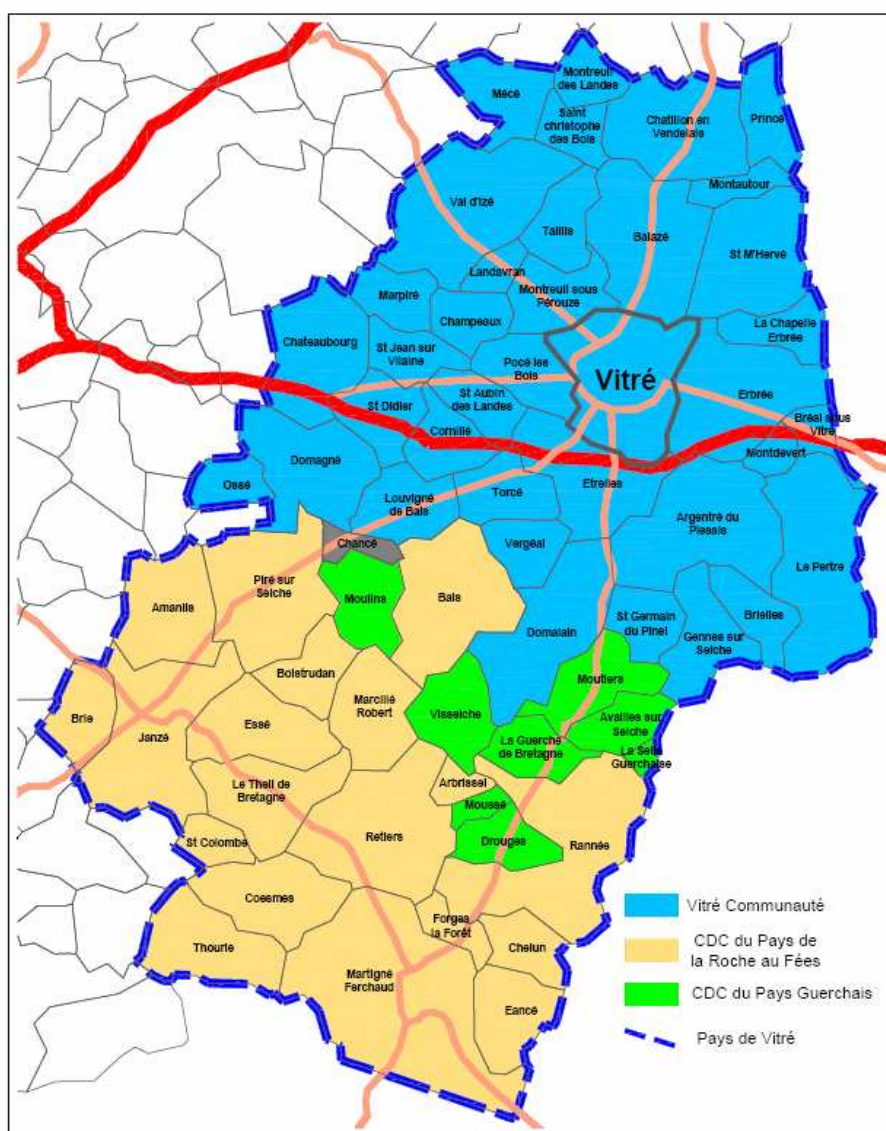 Montreuil
des Landes
Mécé
Saint
christophe
des Bois
Chatillon en
Vendelais
Princé
Montautour
Val d'Izé
Taillis
Balazé
St M'Hervé
Landavran
Marpiré
Montreuil sous
Pérouze
Champeaux
La Chapelle
Erbrée
Chateaubourg
St Jean sur
Vilaine
Pocé les
Bois
Vitré
Erbrée
St Didier
St Aubin
des Landes
Bréal sous
Vitré
Cornillé
Montdevert
Domagné
Etrelles
Ossé
Louvigné
de Bais
Torcé
Argentré du
Plessis
Chancé
Vergéal
Le Pertre
Piré sur
Seiche
Amanlis
Moulins
Bais
Brielles
St Germain
du Pinel
Domalain
Gennes sur
Seiche
Boistrudan
Moutiers
Marcillé
Robert
Visseiche
Availles sur
Seiche
Brie
Janzé
Essé
La Guerche
de Bretagne
La Selle
Guerchaise
Le Theil de
Bretagne
Arbrissel
Moussé
St Colombe
Retiers
Drouges
Rannée
Coesmes
Forges
la Forêt
Thourie
Chelun
Martigné
Ferchaud
Eancé
Vitré Communauté
CDC du Pays de
la Roche au Fées
CDC du Pays Guerchais
Pays de Vitré